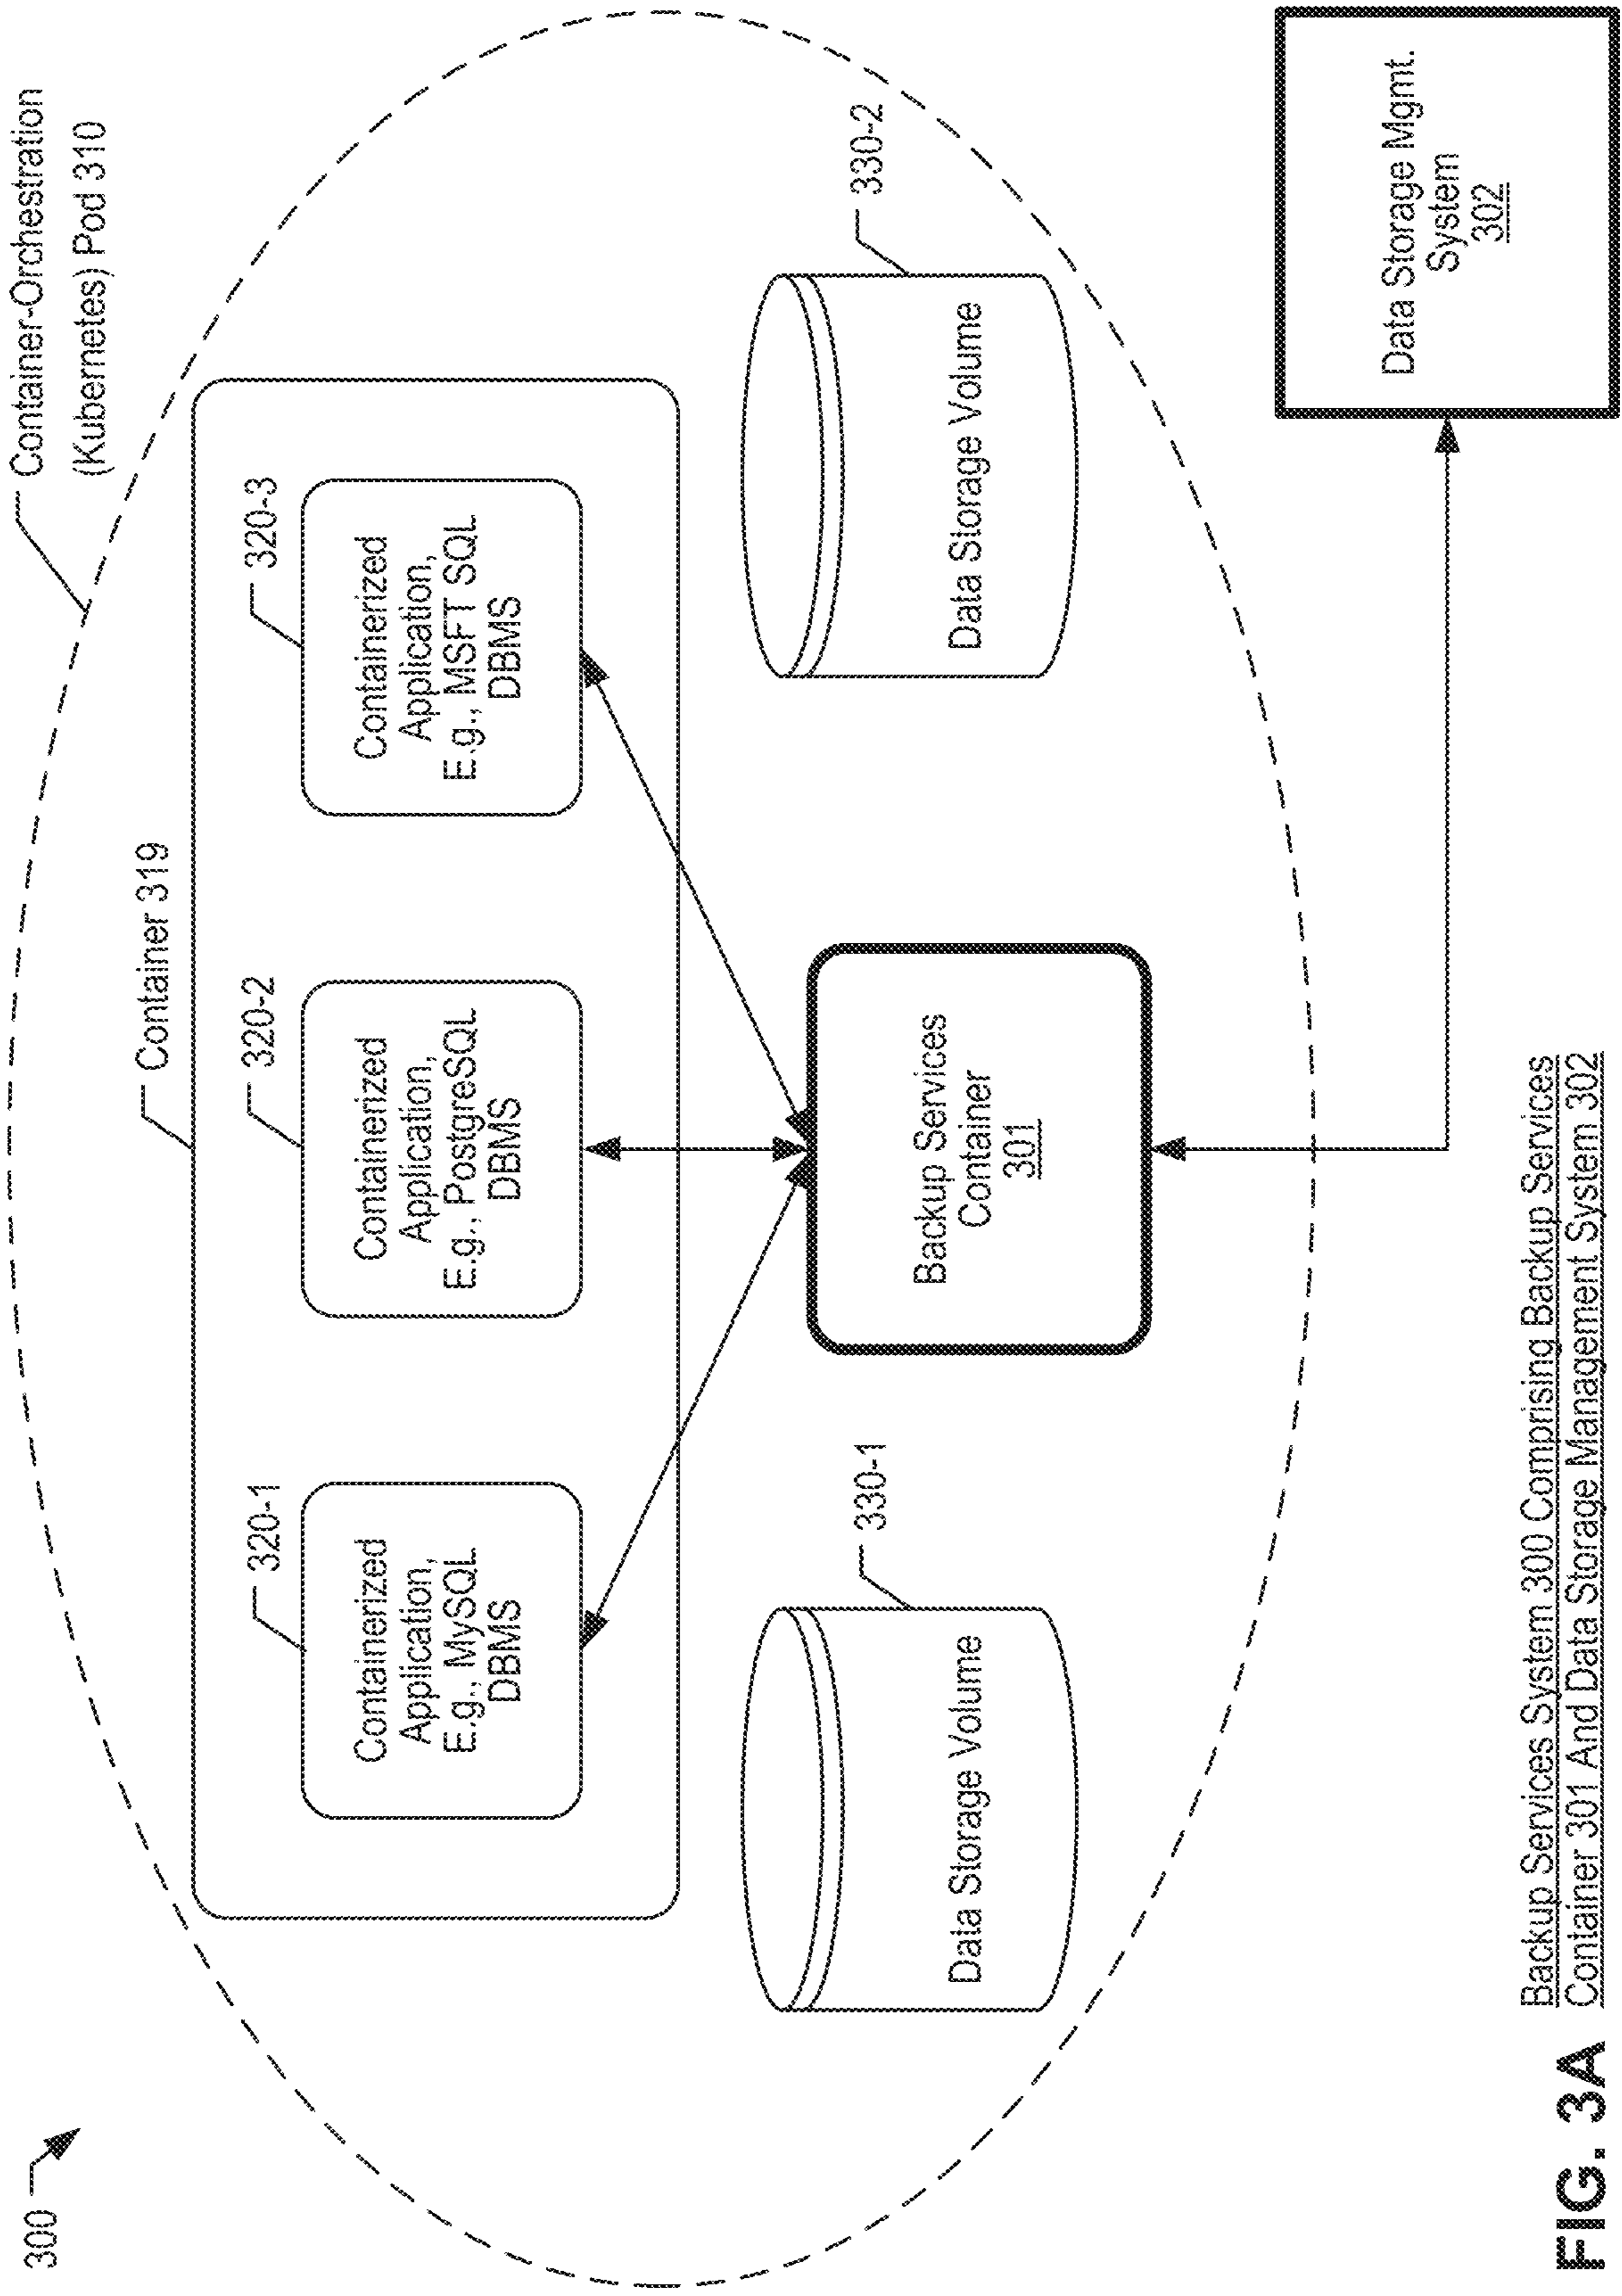 300
Container-Orchestration
(Kubernetes) Pod 310
Container 319
320-1
Containerized
Application,
E.g., MySQL
DBMS
320-2
Containerized
Application,
E.g., PostgreSQL
DBMS
320-3
Containerized
Application,
E.g., MSFT SQL
DBMS
330-1
Data Storage Volume
Backup Services
Container
301
330-2
Data Storage Volume
Data Storage Mgmt.
System
302
FIG. 3A
Backup Services System 300 Comprising Backup Services
Container 301 And Data Storage Management System 302